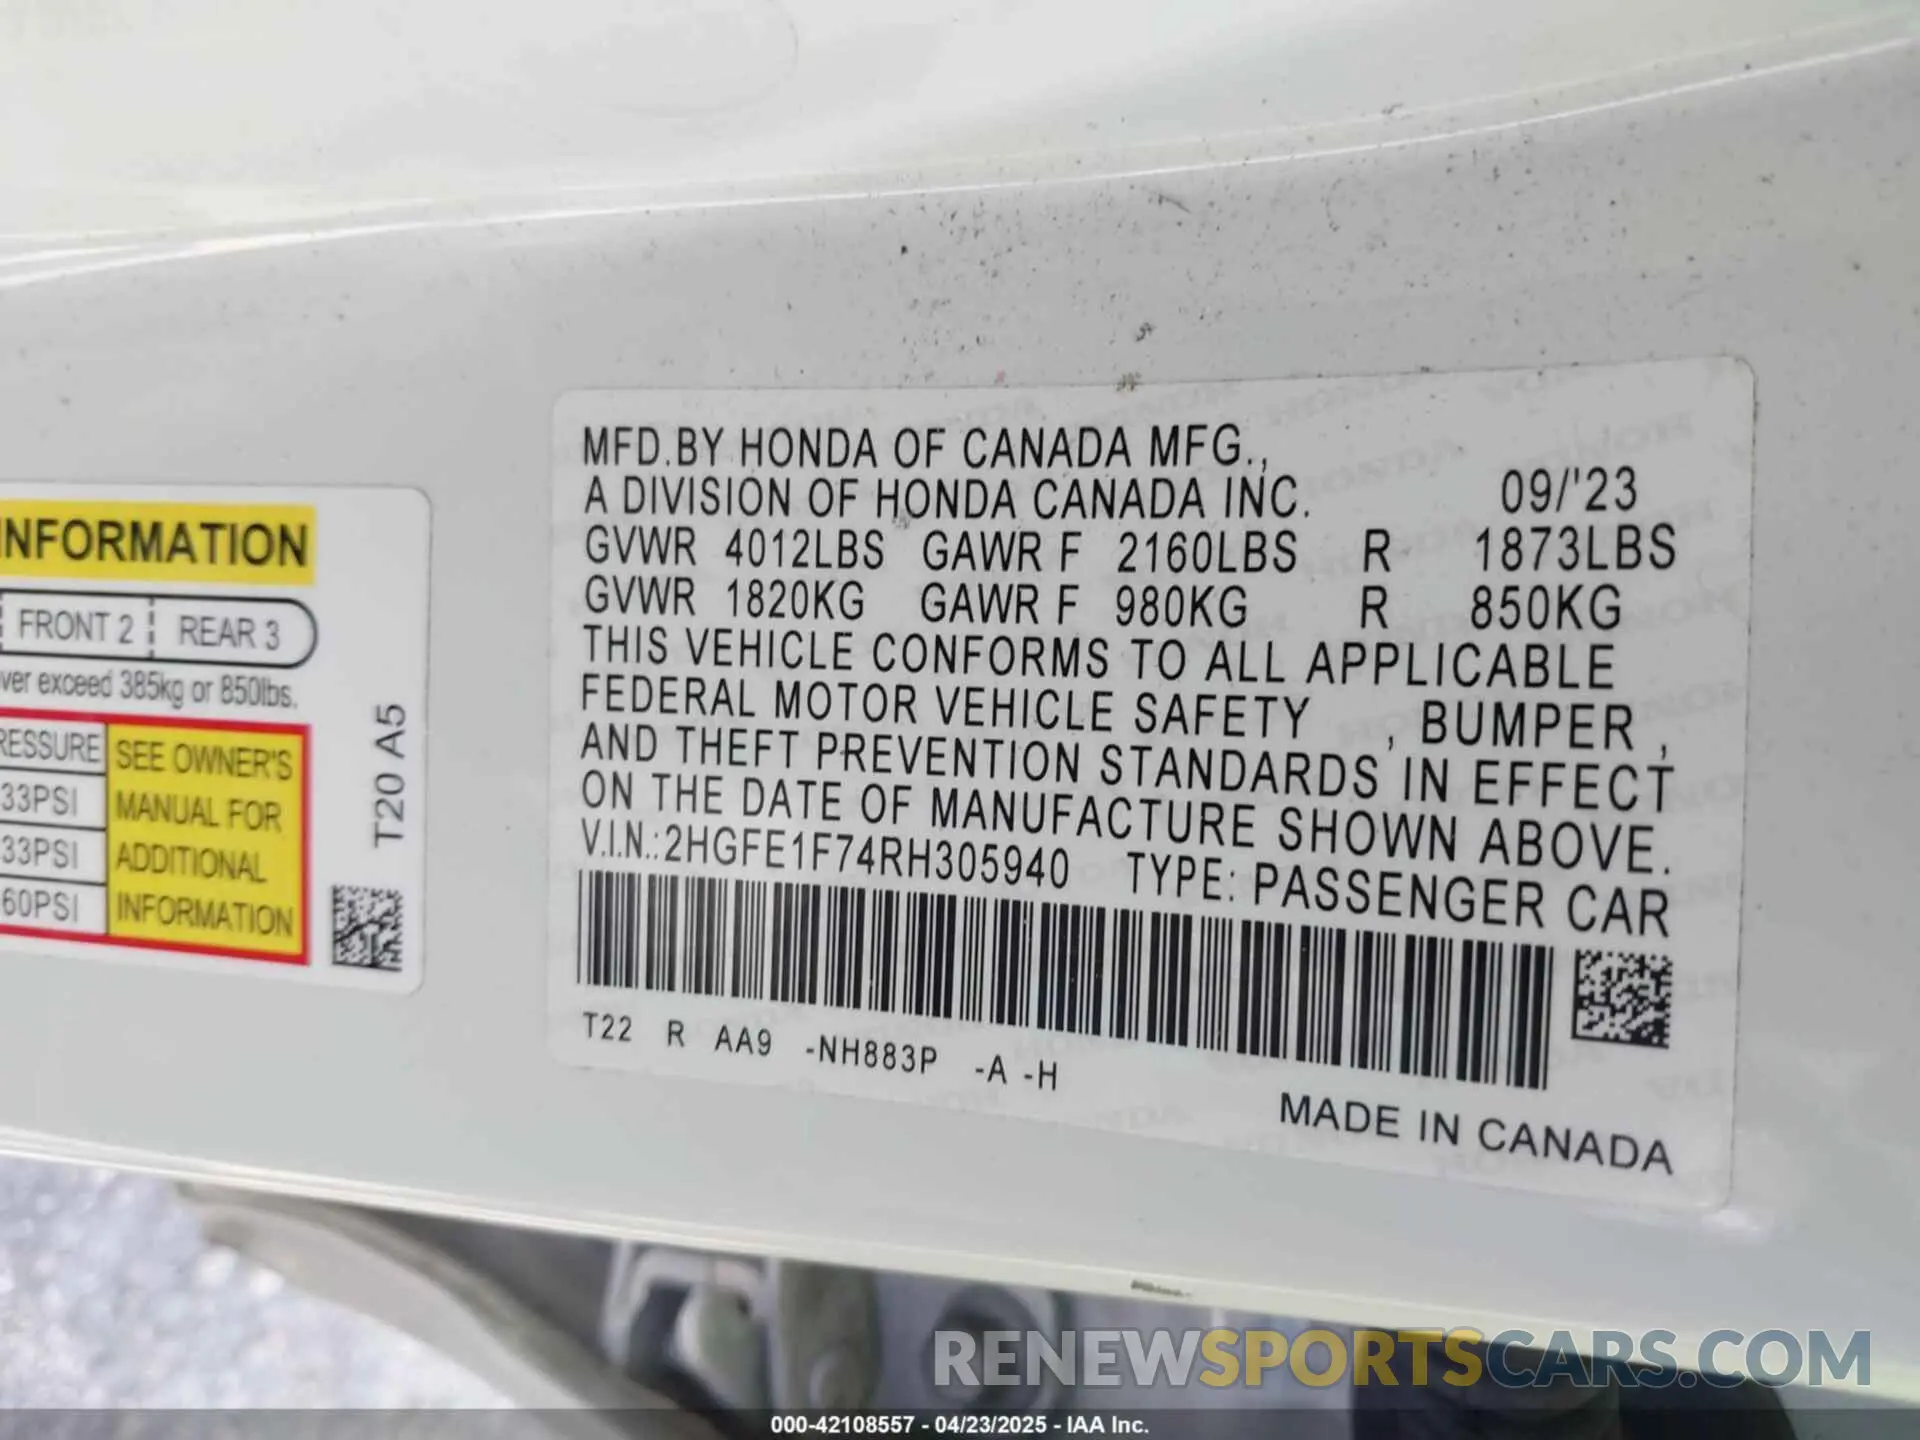 INFORMATION
FRONT 2 REAR 3
ver exceed 385kg or 850lbs.
RESSURE
33PSI
33PSI
60PSI
SEE OWNER'S
MANUAL FOR
ADDITIONAL
INFORMATION
T20 A5
MFD.BY HONDA OF CANADA MFG.,
A DIVISION OF HONDA CANADA INC. 09/'23
GVWR 4012LBS GAWR F 2160LBS R 1873LBS
GVWR 1820KG GAWR F 980KG R 850KG
THIS VEHICLE CONFORMS TO ALL APPLICABLE
FEDERAL MOTOR VEHICLE SAFETY , BUMPER ,
AND THEFT PREVENTION STANDARDS IN EFFECT
ON THE DATE OF MANUFACTURE SHOWN ABOVE.
V.I.N.:2HGFE1F74RH305940 TYPE: PASSENGER CAR
T22 R AA9 -NH883P -A -H
MADE IN CANADA
RENEWSPORTSCARS.COM
000-42108557 - 04/23/2025 - IAA Inc.